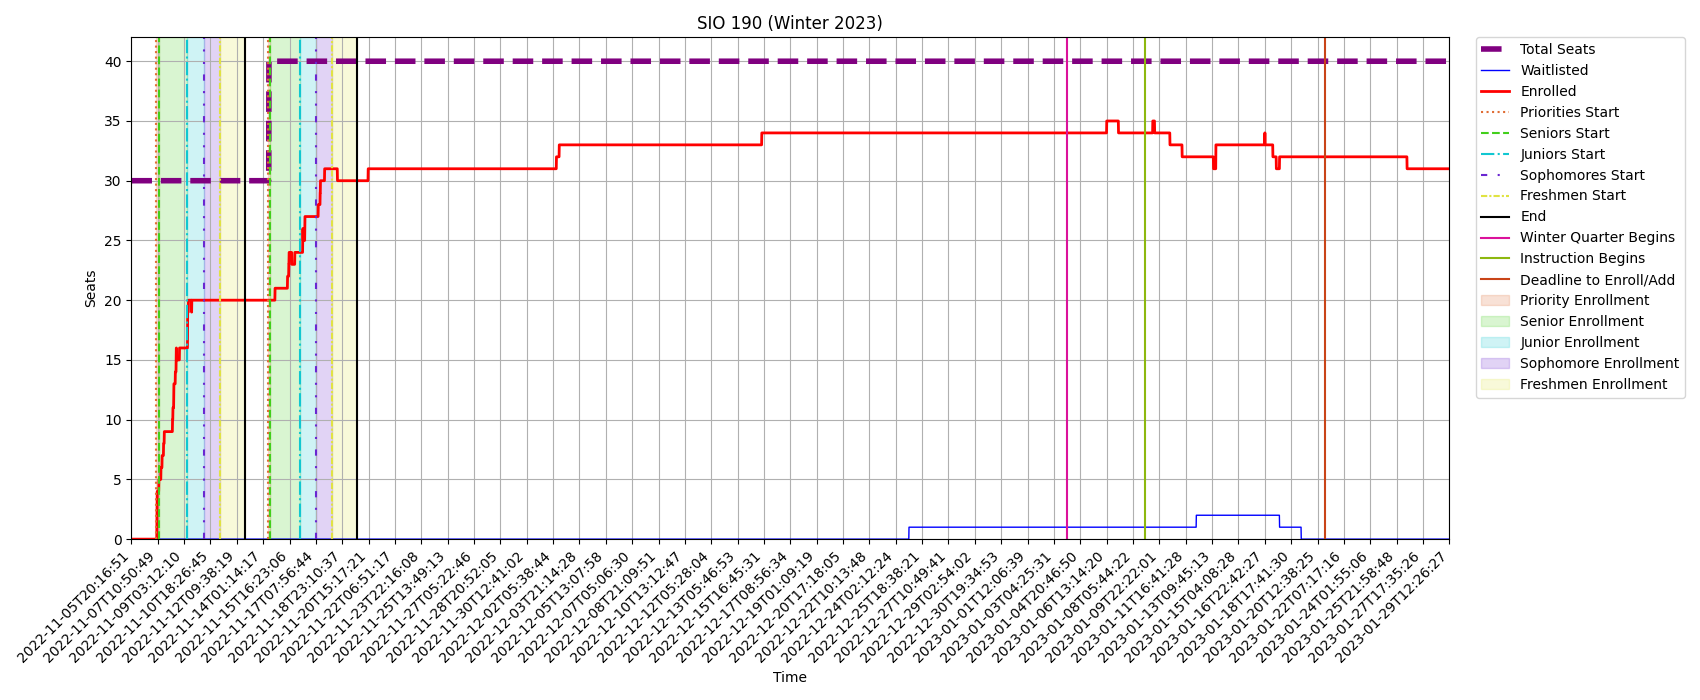 SIO 190 (Winter 2023)
Seats
40
35
30
25
20
15
10
5
0
2022-11-05T20:16:51
2022-11-07T10:50:49
2022-11-09T03:12:10
2022-11-10T18:26:45
2022-11-12T09:38:19
2022-11-14T01:14:17
2022-11-15T16:23:06
2022-11-17T07:56:44
2022-11-18T23:10:37
2022-11-20T15:17:21
2022-11-22T06:51:17
2022-11-23T22:16:08
2022-11-25T13:49:13
2022-11-27T05:22:46
2022-11-28T20:52:05
2022-11-30T12:41:02
2022-12-02T05:38:44
2022-12-03T21:14:28
2022-12-05T13:07:58
2022-12-07T05:06:30
2022-12-08T21:09:51
2022-12-10T13:12:47
2022-12-12T05:28:04
2022-12-13T05:46:53
2022-12-15T16:45:31
2022-12-17T08:56:34
2022-12-19T01:09:19
2022-12-20T17:18:05
2022-12-22T10:13:48
2022-12-24T02:12:24
2022-12-25T18:38:21
2022-12-27T10:49:41
2022-12-29T02:54:02
2022-12-30T19:34:53
2023-01-01T12:06:39
2023-01-03T04:25:31
2023-01-04T20:46:50
2023-01-06T13:14:20
2023-01-08T05:44:22
2023-01-09T22:22:01
2023-01-11T16:41:28
2023-01-13T09:45:13
2023-01-15T04:08:28
2023-01-16T22:42:27
2023-01-18T17:41:30
2023-01-20T12:38:25
2023-01-22T07:17:16
2023-01-24T01:55:06
2023-01-25T21:58:48
2023-01-27T17:35:26
2023-01-29T12:26:27
Time
Total Seats
Waitlisted
Enrolled
Priorities Start
Seniors Start
Juniors Start
Sophomores Start
Freshmen Start
End
Winter Quarter Begins
Instruction Begins
Deadline to Enroll/Add
Priority Enrollment
Senior Enrollment
Junior Enrollment
Sophomore Enrollment
Freshmen Enrollment